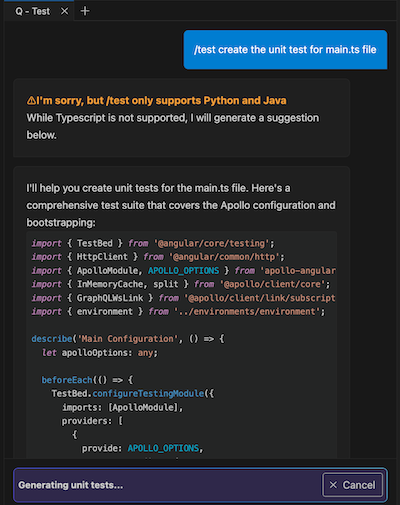 Q - Test
/test create the unit test for main.ts file
I'm sorry, but /test only supports Python and Java
While Typescript is not supported, I will generate a suggestion
below.
I'll help you create unit tests for the main.ts file. Here's a
comprehensive test suite that covers the Apollo configuration and
bootstrapping:
import { TestBed } from '@angular/core/testing';
import { HttpClient } from '@angular/common/http';
import { ApolloModule, APOLLO_OPTIONS } from 'apollo-angular
import { InMemoryCache, split } from '@apollo/client/core';
import { GraphQLWsLink } from '@apollo/client/link/subscript
import { environment } from '../environments/environment';
describe('Main Configuration', () => {
let apolloOptions: any;
beforeEach(() => {
TestBed.configureTestingModule({
imports: [ApolloModule],
providers: [
{
provide: APOLLO_OPTIONS,
Generating unit tests...
Cancel